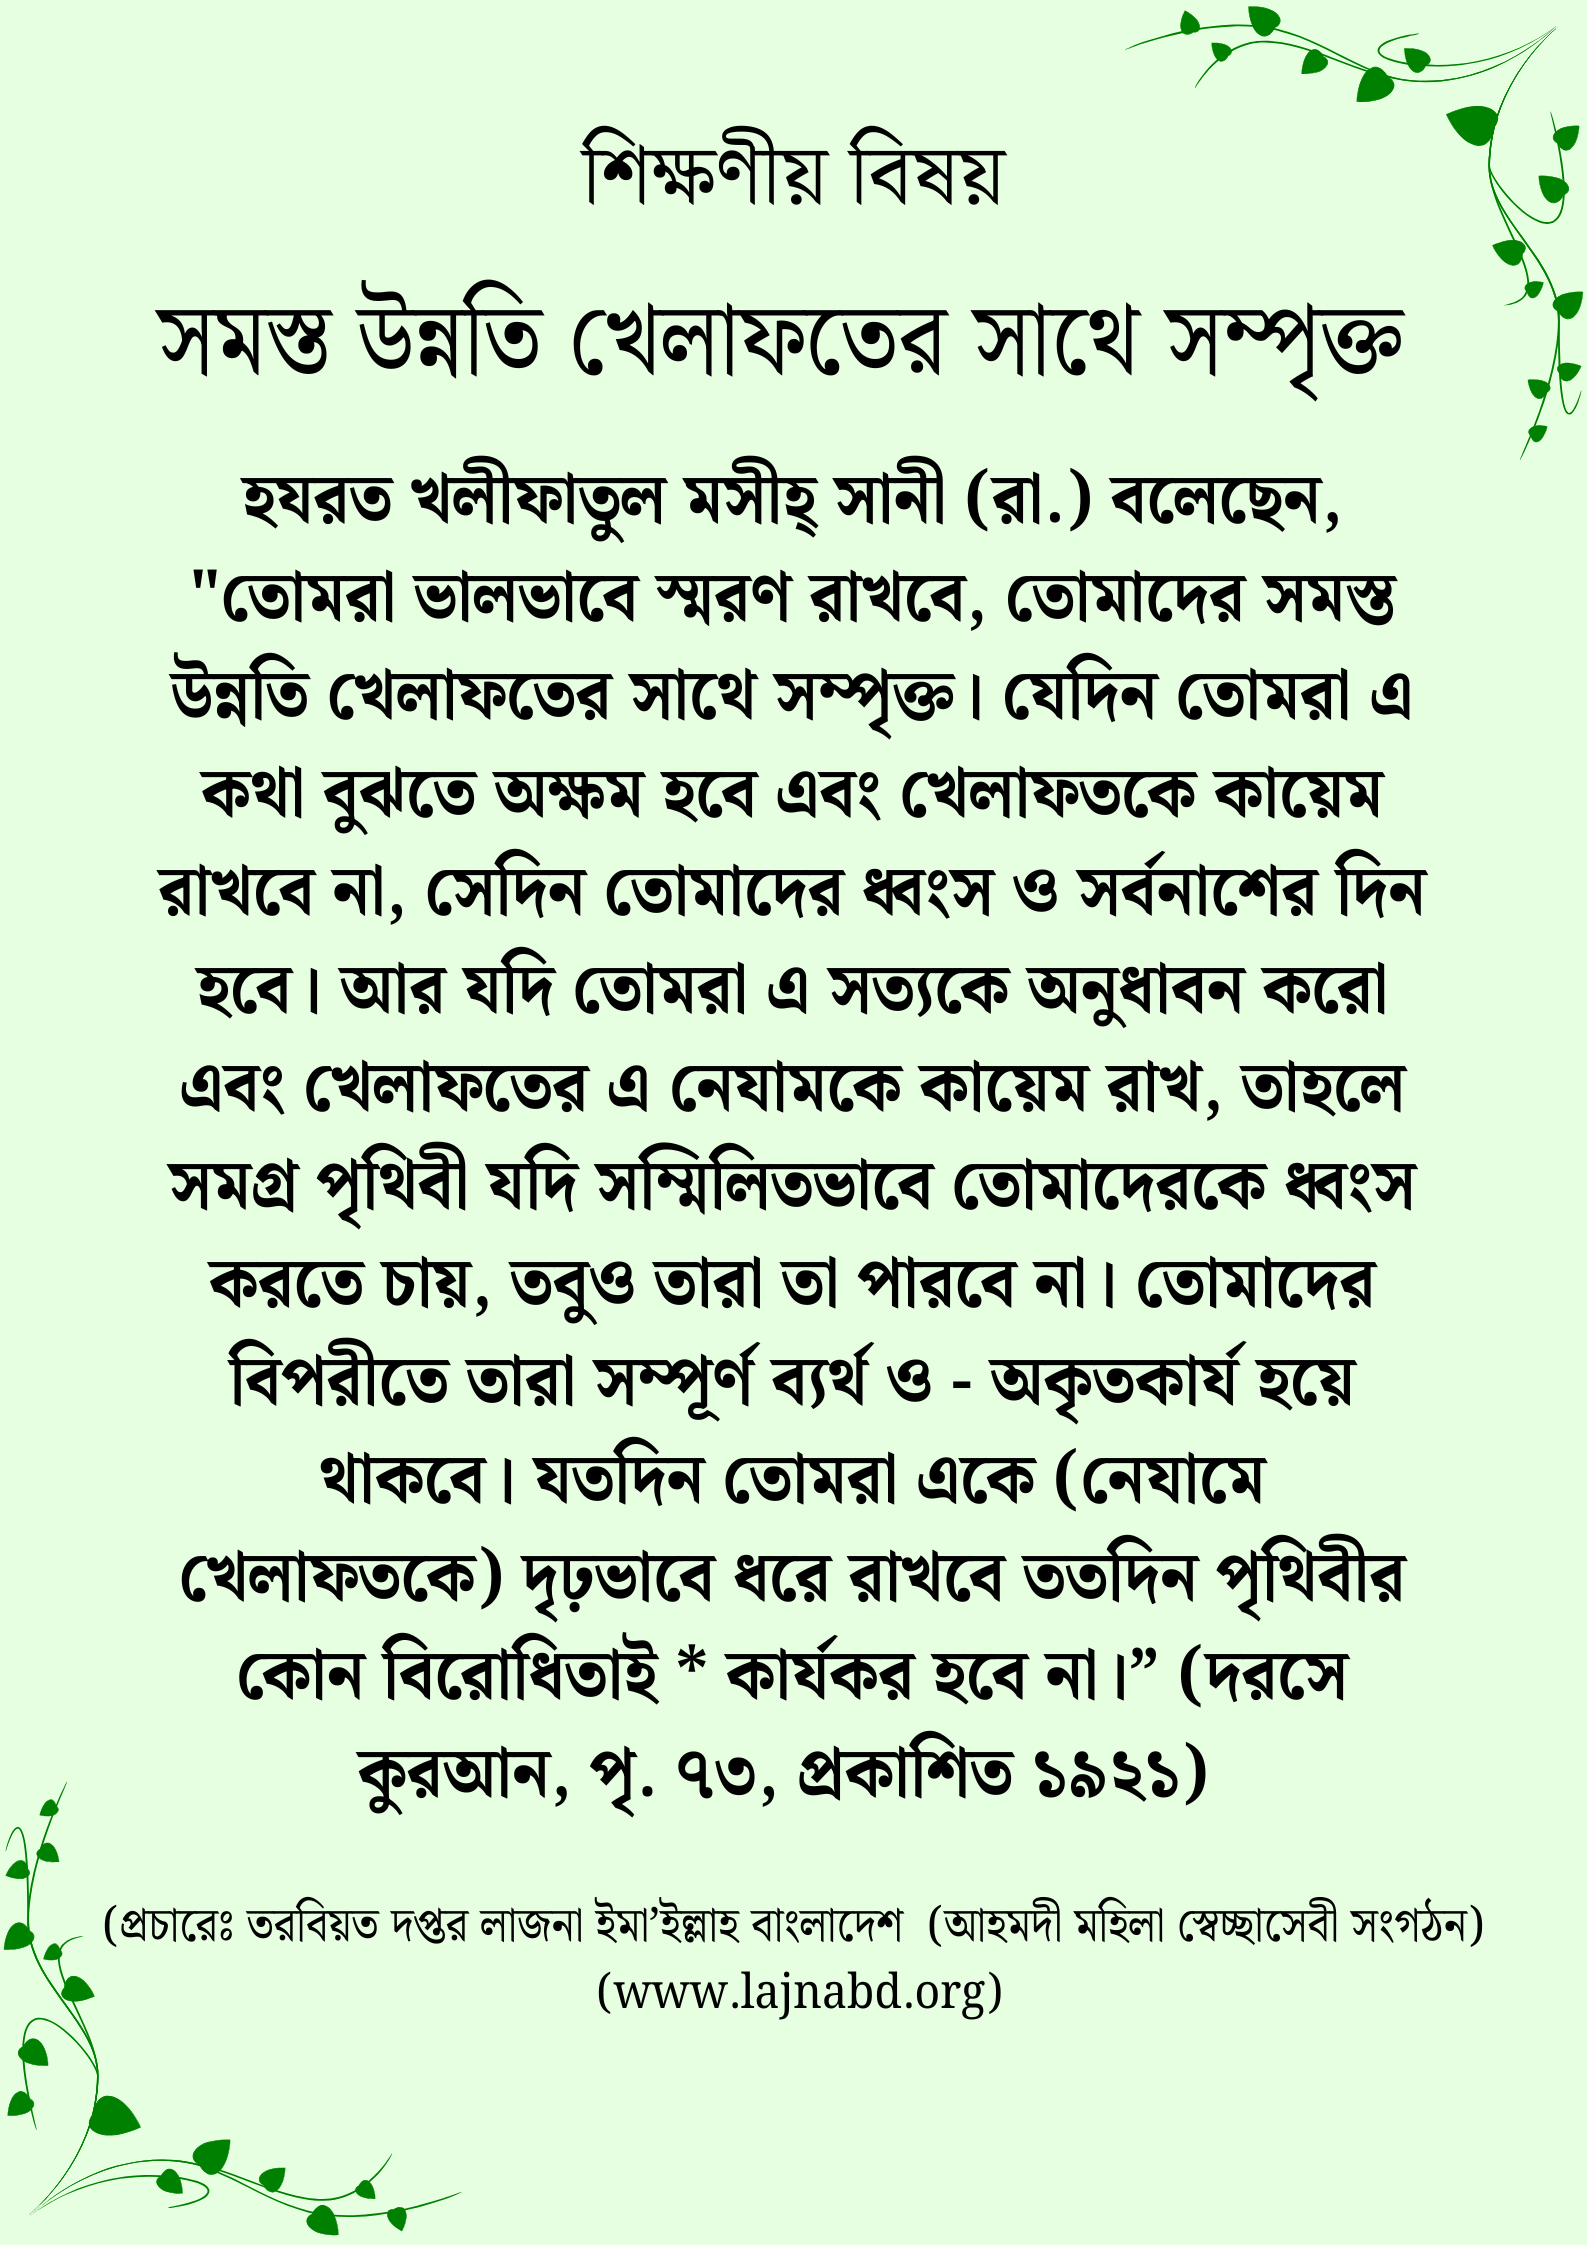 শিক্ষণীয় বিষয়
সমস্ত উন্নতি খেলাফতের সাথে সম্পৃক্ত
হযরত খলীফাতুল মসীহ্ সানী (রা.) বলেছেন,
"তোমরা ভালভাবে স্মরণ রাখবে, তোমাদের সমস্ত
উন্নতি খেলাফতের সাথে সম্পৃক্ত। যেদিন তোমরা এ
কথা বুঝতে অক্ষম হবে এবং খেলাফতকে কায়েম
রাখবে না, সেদিন তোমাদের ধ্বংস ও সর্বনাশের দিন
হবে। আর যদি তোমরা এ সত্যকে অনুধাবন করো
এবং খেলাফতের এ নেযামকে কায়েম রাখ, তাহলে
সমগ্র পৃথিবী যদি সম্মিলিতভাবে তোমাদেরকে ধ্বংস
করতে চায়, তবুও তারা তা পারবে না। তোমাদের
বিপরীতে তারা সম্পূর্ণ ব্যর্থ ও - অকৃতকার্য হয়ে
থাকবে। যতদিন তোমরা একে (নেযামে
খেলাফতকে) দৃঢ়ভাবে ধরে রাখবে ততদিন পৃথিবীর
কোন বিরোধিতাই * কার্যকর হবে না।” (দরসে
কুরআন, পৃ. ৭৩, প্রকাশিত ১৯২১)
(প্রচারেঃ তরবিয়ত দপ্তর লাজনা ইমা’ইল্লাহ বাংলাদেশ (আহমদী মহিলা স্বেচ্ছাসেবী সংগঠন)
(www.lajnabd.org)